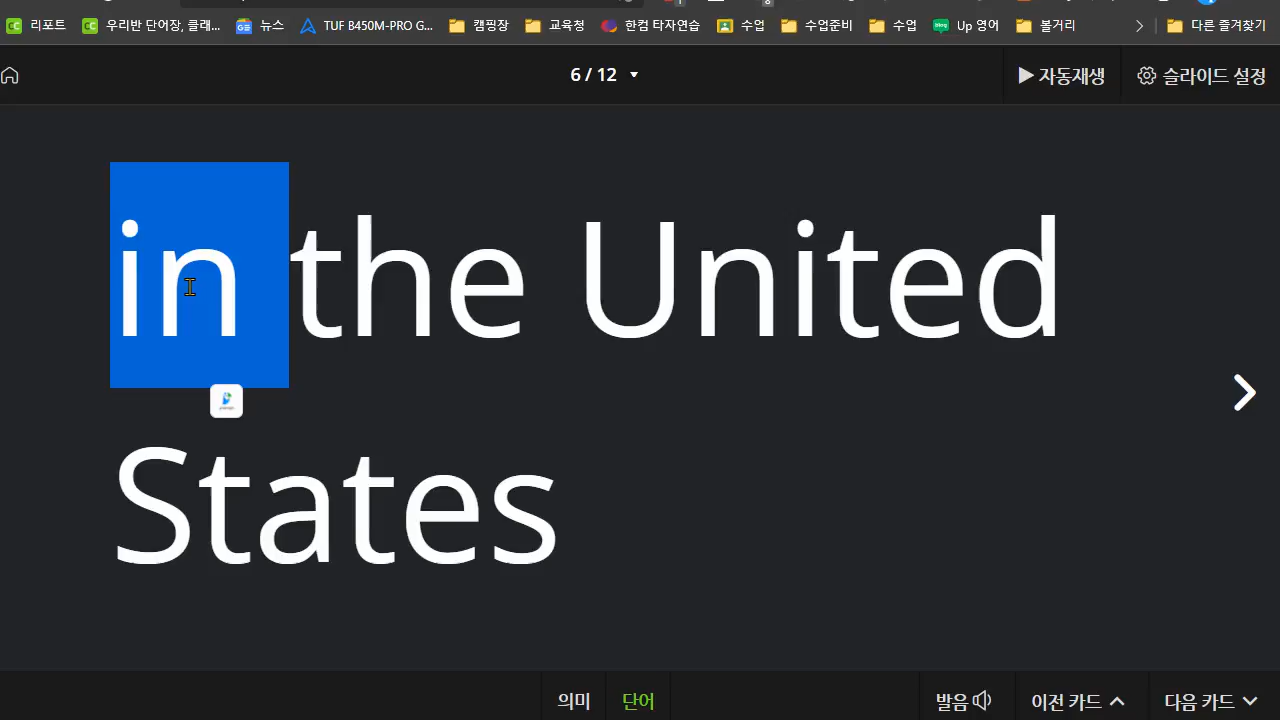 리포트 우리반 단어장, 클래... 뉴스 TUF B450M-PRO G... 캠핑장 교육청 한컴 타자연습 수업 수업준비 수업 Up 영어 볼거리 다른 즐겨찾기
6 / 12 자동재생 슬라이드 설정
in the United
States
의미 단어 발음 이전 카드 다음 카드